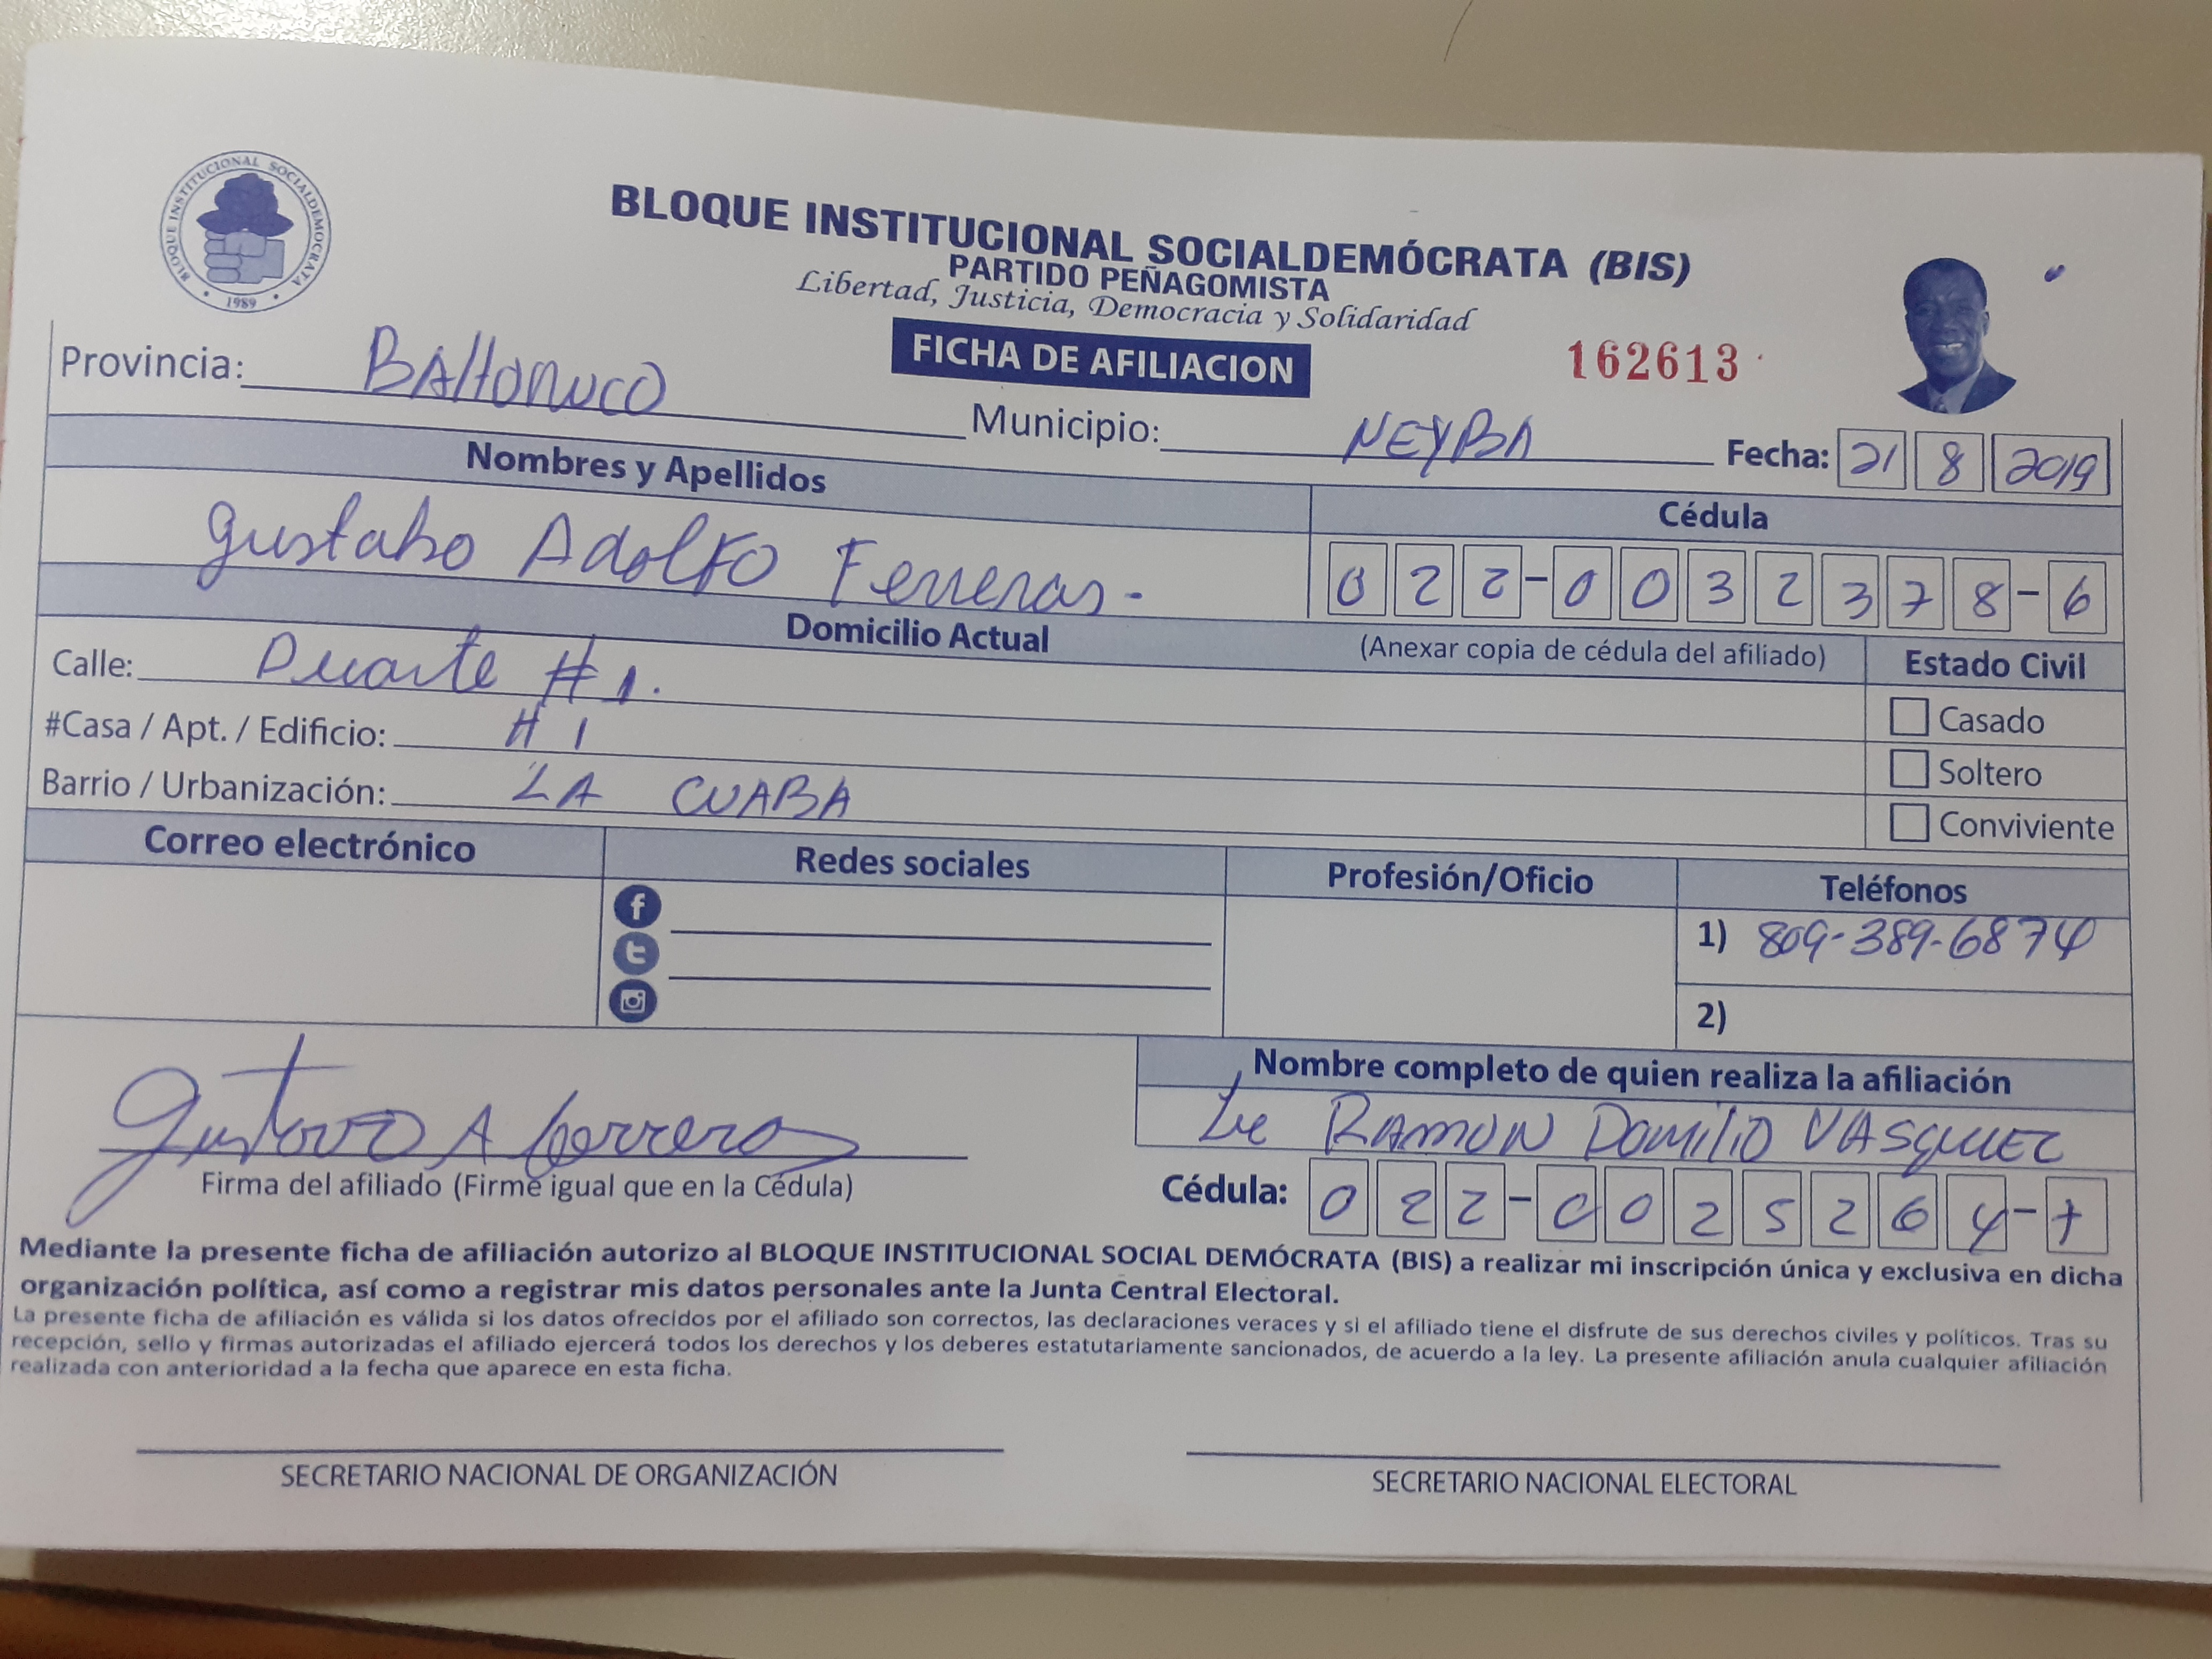 BLOQUE INSTITUCIONAL SOCIALDEMOCRATA
1989
BLOQUE INSTITUCIONAL SOCIALDEMÓCRATA (BIS)
PARTIDO PEÑAGOMISTA
Libertad, Justicia, Democracia y Solidaridad
FICHA DE AFILIACION
162613
Provincia: BAHORUCO Municipio: NEYBA Fecha: 21 8 2019
Nombres y Apellidos
Cédula
Gustabo Adolfo Ferreras.-
022-0032378-6
Domicilio Actual
(Anexar copia de cédula del afiliado)
Estado Civil
Calle: Duarte #1.
Casado
#Casa / Apt. / Edificio: # 1
Soltero
Barrio / Urbanización: LA CUABA
Conviviente
Correo electrónico
Redes sociales
Profesión/Oficio
Teléfonos
1) 809-389-6874
2)
Nombre completo de quien realiza la afiliación
RAMON Domilio VASQUEZ
Gustavo A Ferreras
Firma del afiliado (Firme igual que en la Cédula)
Cédula: 022-0025264-7
Mediante la presente ficha de afiliación autorizo al BLOQUE INSTITUCIONAL SOCIAL DEMÓCRATA (BIS) a realizar mi inscripción única y exclusiva en dicha
organización política, así como a registrar mis datos personales ante la Junta Central Electoral.
La presente ficha de afiliación es válida si los datos ofrecidos por el afiliado son correctos, las declaraciones veraces y si el afiliado tiene el disfrute de sus derechos civiles y políticos. Tras su
recepción, sello y firmas autorizadas el afiliado ejercerá todos los derechos y los deberes estatutariamente sancionados, de acuerdo a la ley. La presente afiliación anula cualquier afiliación
realizada con anterioridad a la fecha que aparece en esta ficha.
SECRETARIO NACIONAL DE ORGANIZACIÓN
SECRETARIO NACIONAL ELECTORAL